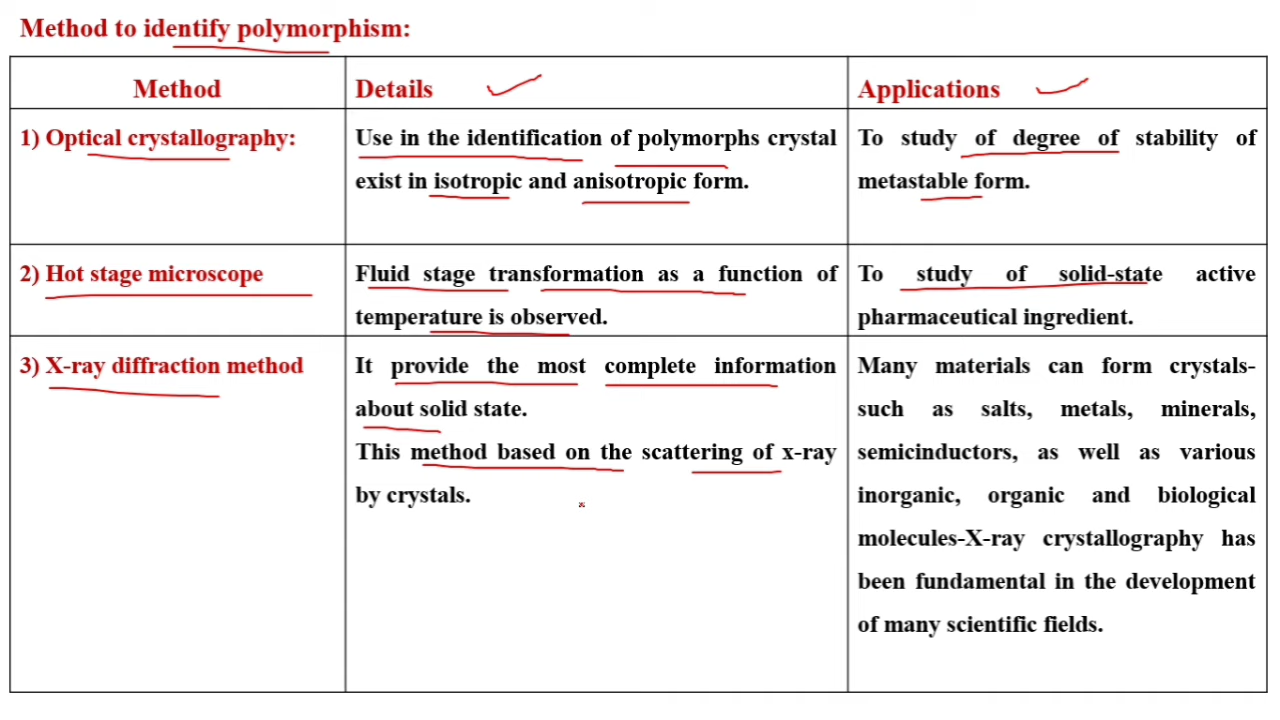 Method to identify polymorphism:
Method
Details
Applications
1) Optical crystallography:
Use in the identification of polymorphs crystal
exist in isotropic and anisotropic form.
To study of degree of stability of
metastable form.
2) Hot stage microscope
Fluid stage transformation as a function of
temperature is observed.
To study of solid-state active
pharmaceutical ingredient.
3) X-ray diffraction method
It provide the most complete information
about solid state.
This method based on the scattering of x-ray
by crystals.
Many materials can form crystals-
such as salts, metals, minerals,
semicinductors, as well as various
inorganic, organic and biological
molecules-X-ray crystallography has
been fundamental in the development
of many scientific fields.